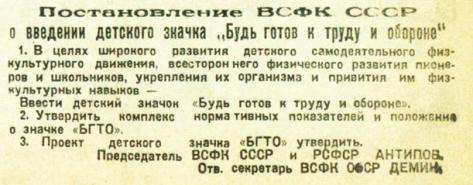 Постановление ВСФК СССР
о введении детского значка „Будь готов к труду и обороне“
1. В целях широкого развития детского самодеятельного физ-
культурного движения, всестороннего физического развития пионе-
ров и школьников, укрепления их организма и привития им физ-
культурных навыков —
Ввести детский значок «Будь готов к труду и обороне».
2. Утвердить комплекс нормативных показателей и положение
о значке «БГТО».
3. Проект детского значка «БГТО» утвердить.
Председатель ВСФК СССР и РСФСР АНТИПОВ.
Отв. секретарь ВСФК СССР ДЕМИН.